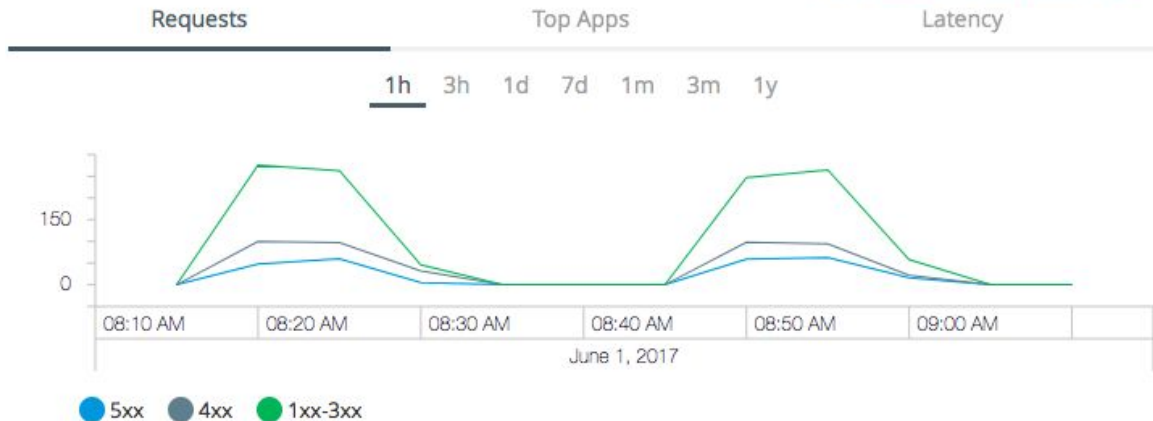 Requests Top Apps Latency
1h 3h 1d 7d 1m 3m 1y
150
0
08:10 AM 08:20 AM 08:30 AM 08:40 AM 08:50 AM 09:00 AM
June 1, 2017
5xx 4xx 1xx-3xx